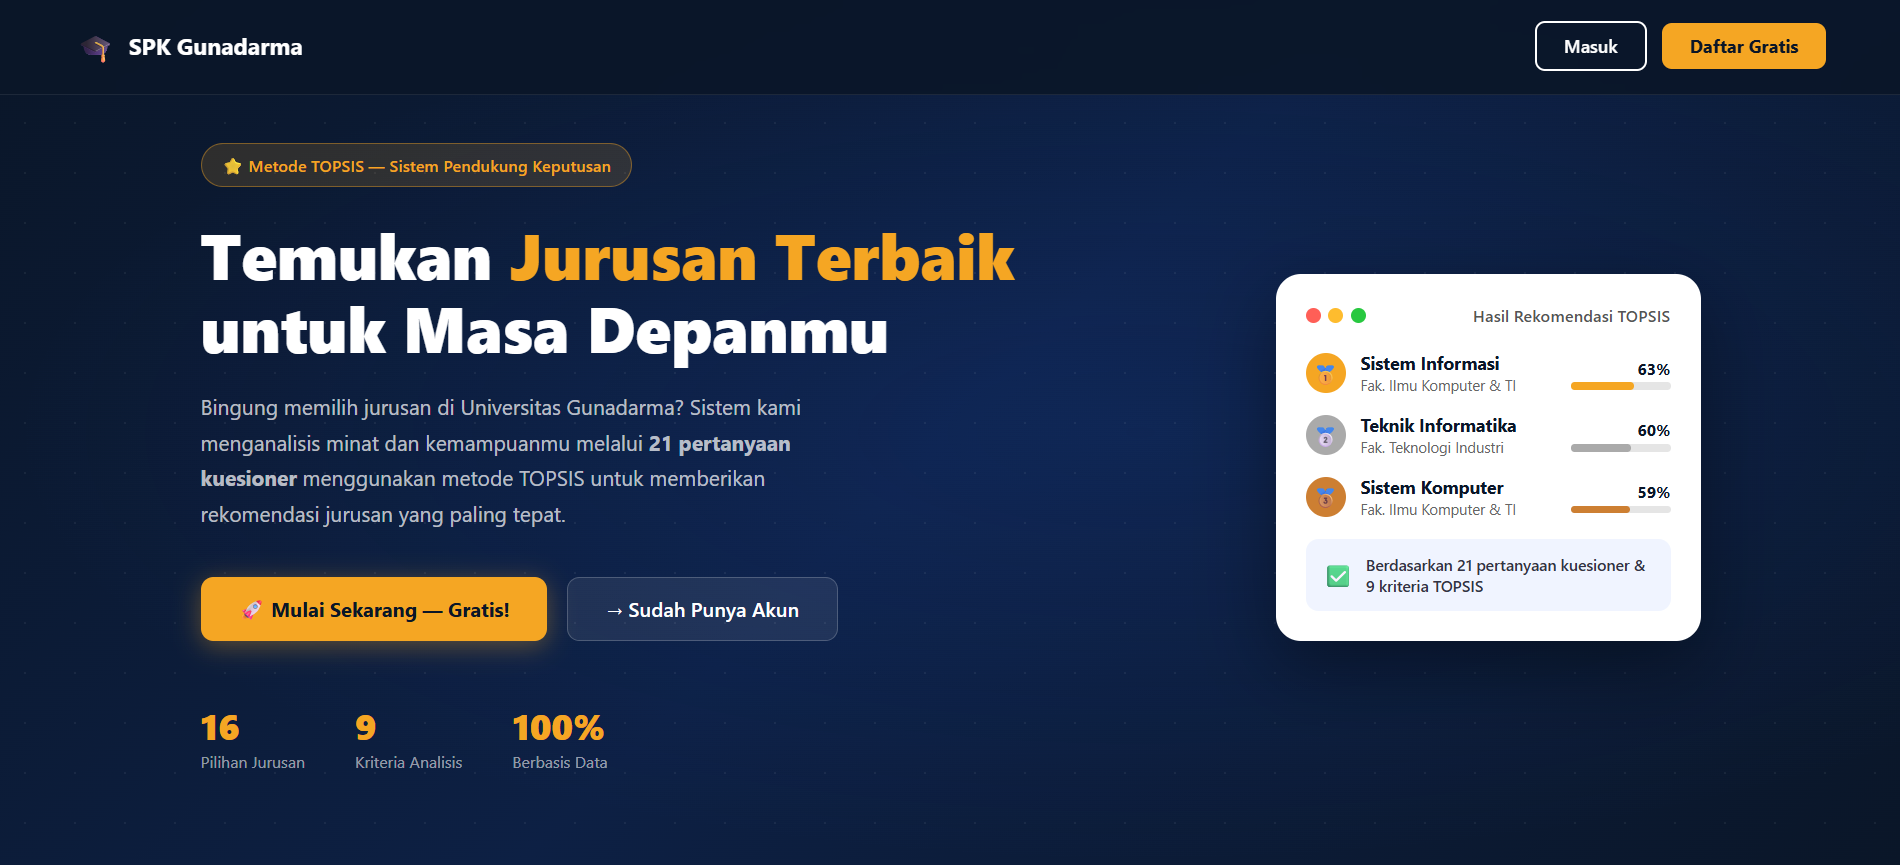 SPK Gunadarma
Masuk
Daftar Gratis
Metode TOPSIS — Sistem Pendukung Keputusan
Temukan Jurusan Terbaik
untuk Masa Depanmu
Bingung memilih jurusan di Universitas Gunadarma? Sistem kami
menganalisis minat dan kemampuanmu melalui 21 pertanyaan
kuesioner menggunakan metode TOPSIS untuk memberikan
rekomendasi jurusan yang paling tepat.
Mulai Sekarang — Gratis!
→ Sudah Punya Akun
16
Pilihan Jurusan
9
Kriteria Analisis
100%
Berbasis Data
Hasil Rekomendasi TOPSIS
1
Sistem Informasi
63%
Fak. Ilmu Komputer & TI
2
Teknik Informatika
60%
Fak. Teknologi Industri
3
Sistem Komputer
59%
Fak. Ilmu Komputer & TI
Berdasarkan 21 pertanyaan kuesioner &
9 kriteria TOPSIS